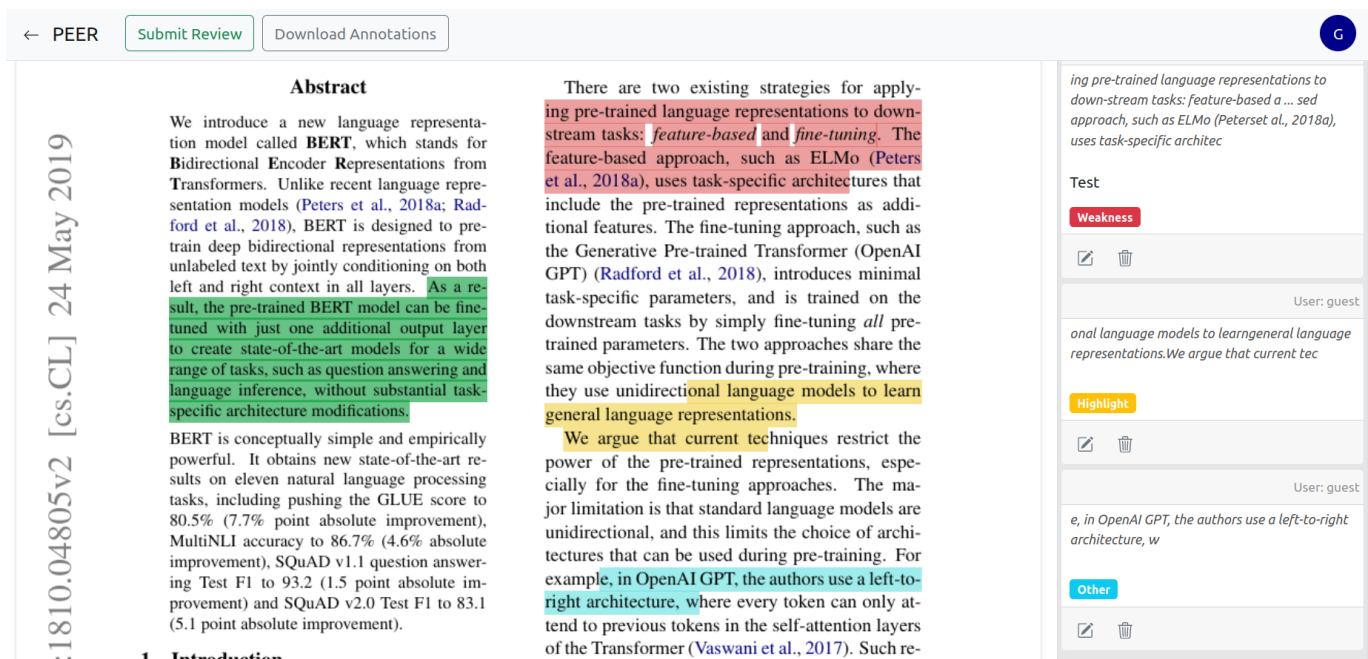 ← PEER
Submit Review
Download Annotations
G
:1810.04805v2 [cs.CL] 24 May 2019
Abstract
We introduce a new language representa-
tion model called BERT, which stands for
Bidirectional Encoder Representations from
Transformers. Unlike recent language repre-
sentation models (Peters et al., 2018a; Rad-
ford et al., 2018), BERT is designed to pre-
train deep bidirectional representations from
unlabeled text by jointly conditioning on both
left and right context in all layers. As a re-
sult, the pre-trained BERT model can be fine-
tuned with just one additional output layer
to create state-of-the-art models for a wide
range of tasks, such as question answering and
language inference, without substantial task-
specific architecture modifications.
BERT is conceptually simple and empirically
powerful. It obtains new state-of-the-art re-
sults on eleven natural language processing
tasks, including pushing the GLUE score to
80.5% (7.7% point absolute improvement),
MultiNLI accuracy to 86.7% (4.6% absolute
improvement), SQuAD v1.1 question answer-
ing Test F1 to 93.2 (1.5 point absolute im-
provement) and SQuAD v2.0 Test F1 to 83.1
(5.1 point absolute improvement).
1 Introduction
There are two existing strategies for apply-
ing pre-trained language representations to down-
stream tasks: feature-based and fine-tuning. The
feature-based approach, such as ELMo (Peters
et al., 2018a), uses task-specific architectures that
include the pre-trained representations as addi-
tional features. The fine-tuning approach, such as
the Generative Pre-trained Transformer (OpenAI
GPT) (Radford et al., 2018), introduces minimal
task-specific parameters, and is trained on the
downstream tasks by simply fine-tuning all pre-
trained parameters. The two approaches share the
same objective function during pre-training, where
they use unidirectional language models to learn
general language representations.
We argue that current techniques restrict the
power of the pre-trained representations, espe-
cially for the fine-tuning approaches. The ma-
jor limitation is that standard language models are
unidirectional, and this limits the choice of archi-
tectures that can be used during pre-training. For
example, in OpenAI GPT, the authors use a left-to-
right architecture, where every token can only at-
tend to previous tokens in the self-attention layers
of the Transformer (Vaswani et al., 2017). Such re-
ing pre-trained language representations to
down-stream tasks: feature-based a ... sed
approach, such as ELMo (Peterset al., 2018a),
uses task-specific architec
Test
Weakness
User: guest
onal language models to learngeneral language
representations.We argue that current tec
Highlight
User: guest
e, in OpenAI GPT, the authors use a left-to-right
architecture, w
Other